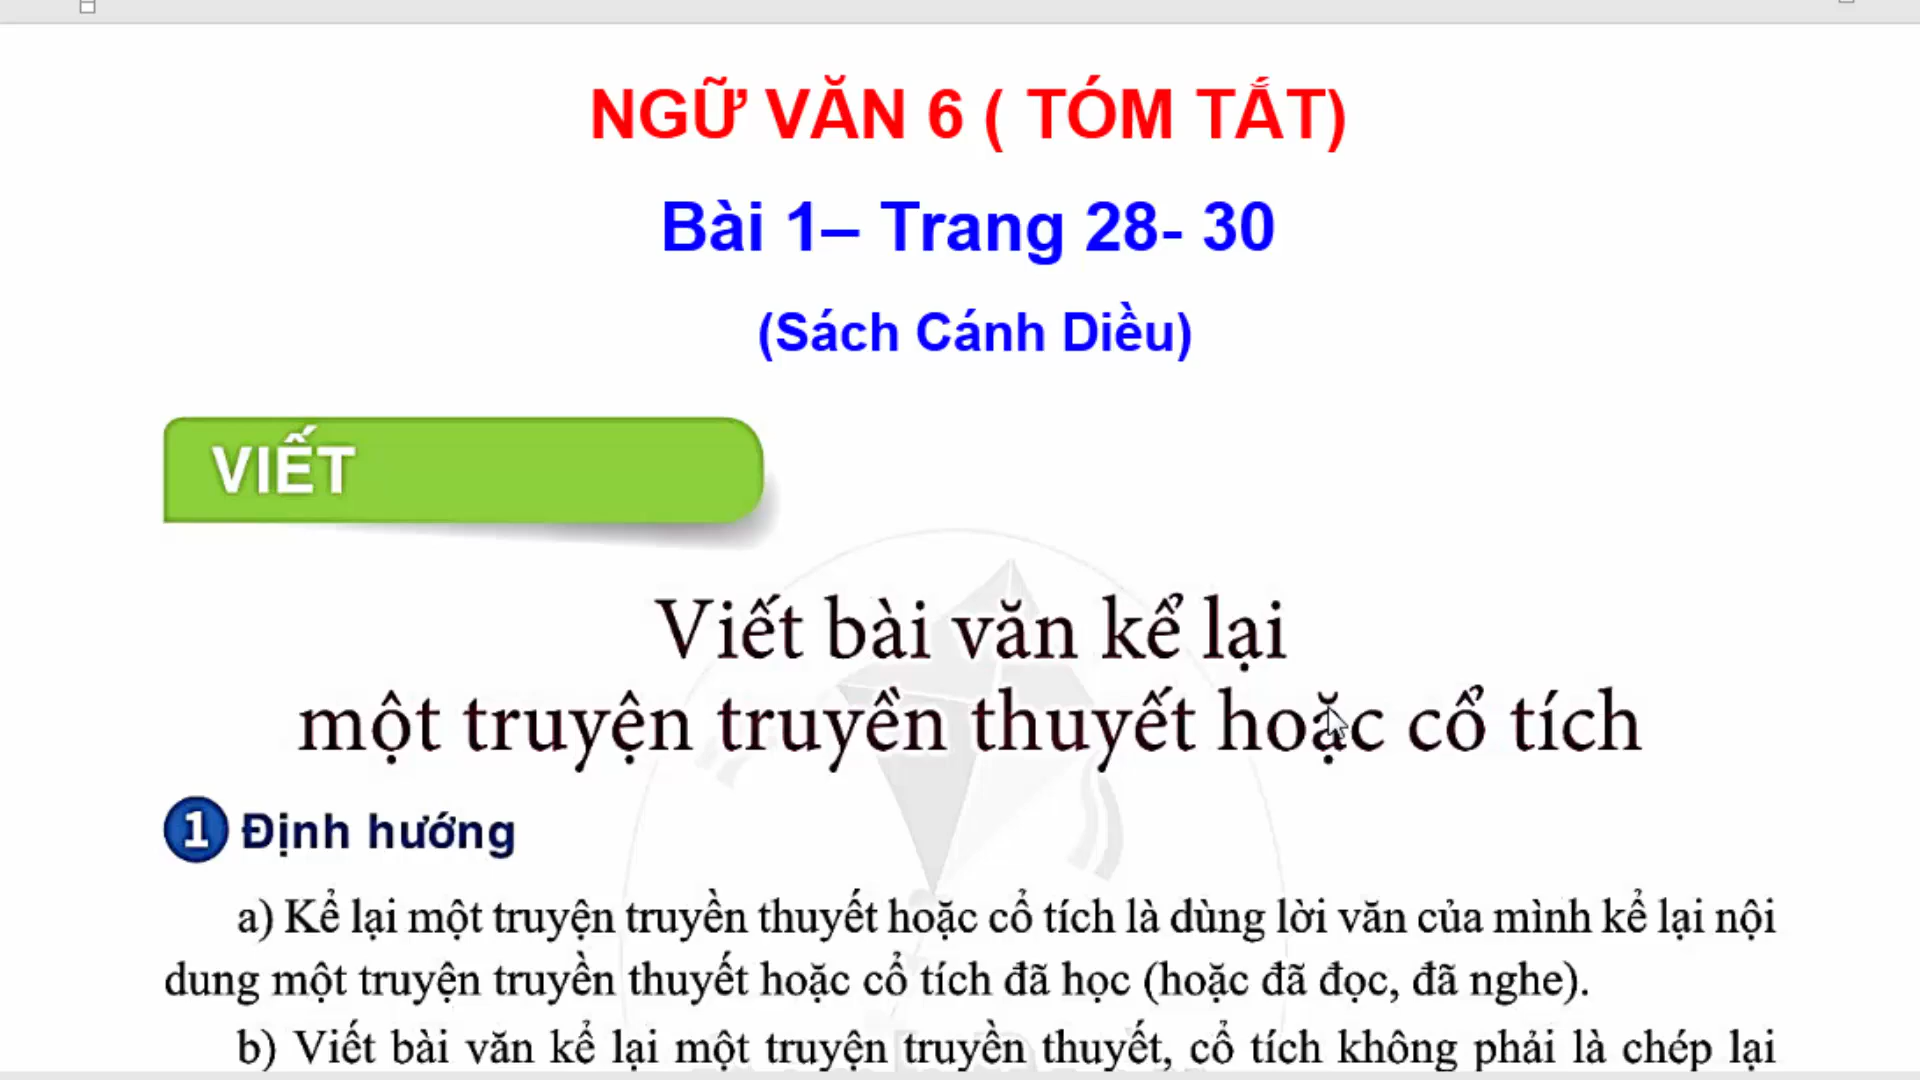 NGỮ VĂN 6 ( TÓM TẮT)
Bài 1– Trang 28- 30
(Sách Cánh Diều)
VIẾT
Viết bài văn kể lại
một truyện truyền thuyết hoặc cổ tích
1 Định hướng
a) Kể lại một truyện truyền thuyết hoặc cổ tích là dùng lời văn của mình kể lại nội
dung một truyện truyền thuyết hoặc cổ tích đã học (hoặc đã đọc, đã nghe).
b) Viết bài văn kể lại một truyện truyền thuyết, cổ tích không phải là chép lại